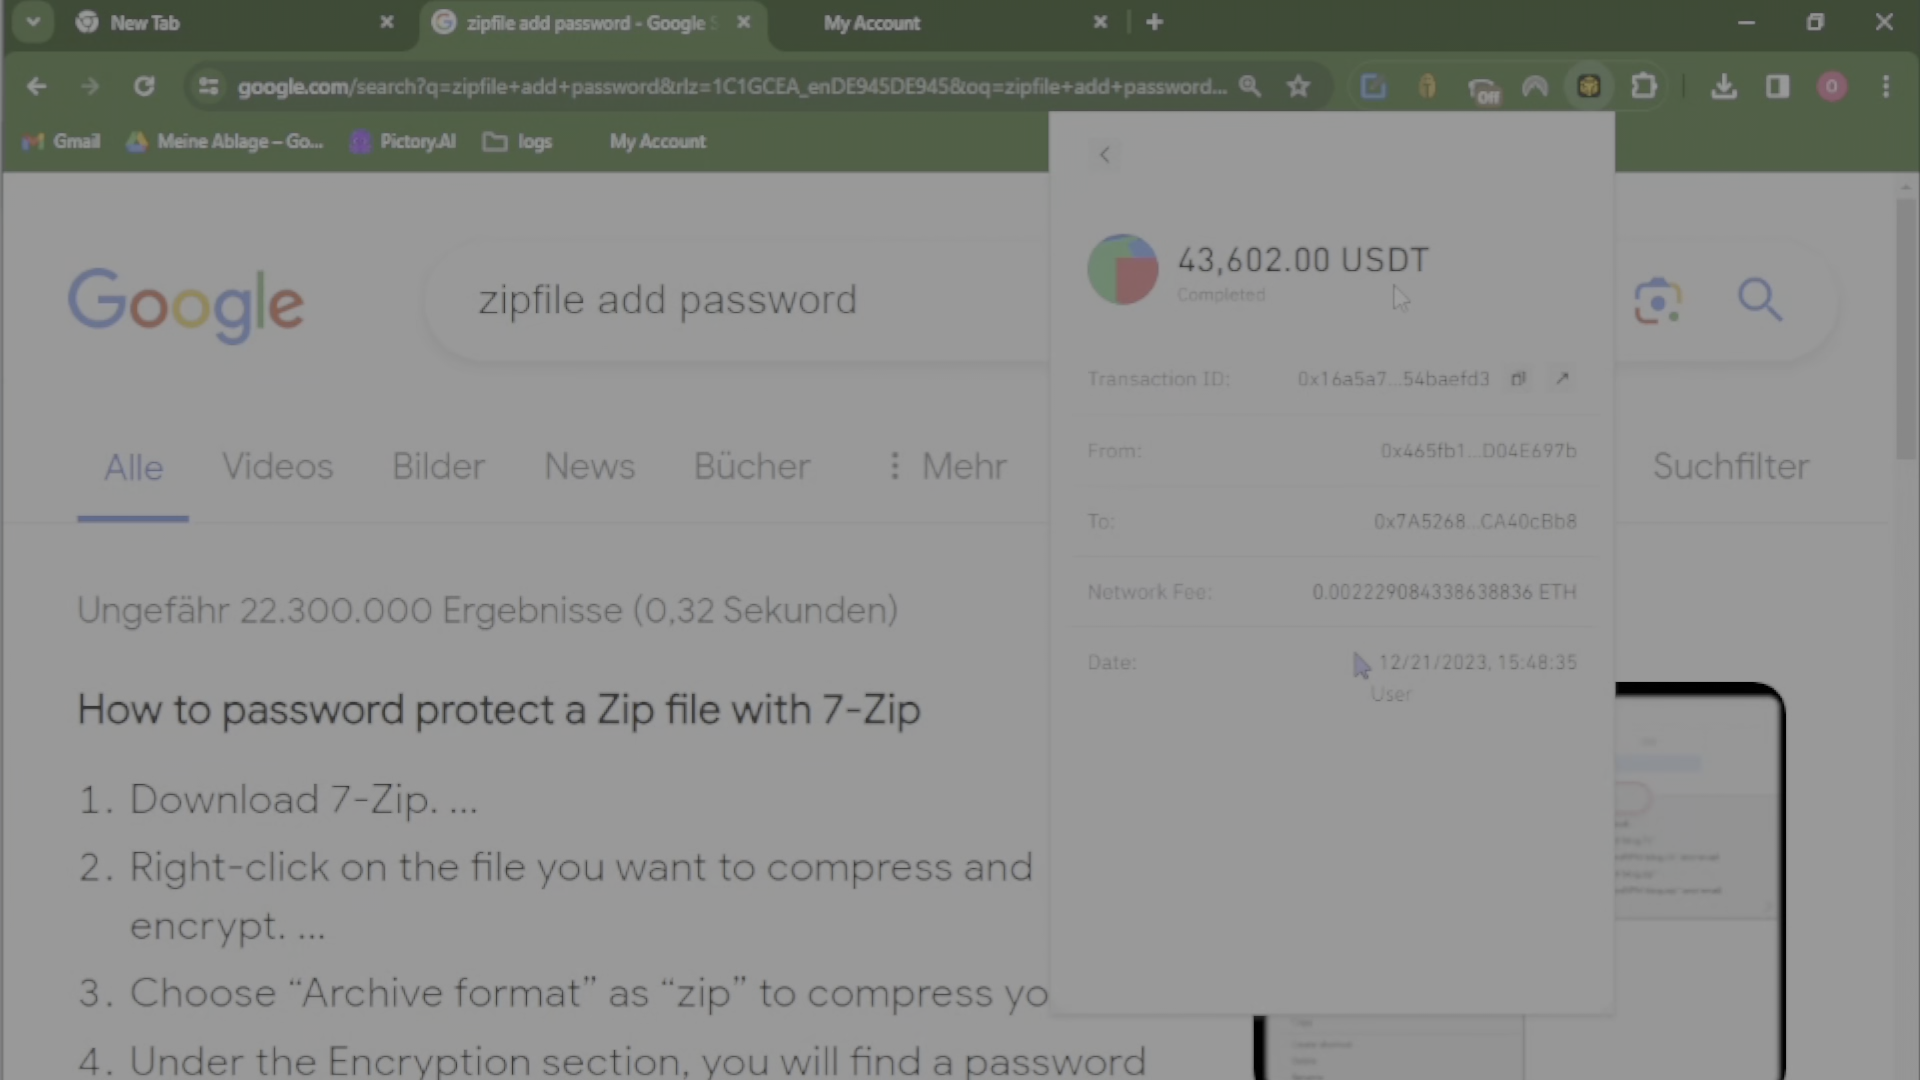 New Tab
zipfile add password - Google S
My Account
google.com/search?q=zipfile+add+password&rlz=1C1GCEA_enDE945DE945&oq=zipfile+add+password...
Off
O
Gmail
Meine Ablage – Go...
Pictory.AI
logs
My Account
Google
zipfile add password
Alle
Videos
Bilder
News
Bücher
Mehr
Suchfilter
Ungefähr 22.300.000 Ergebnisse (0,32 Sekunden)
How to password protect a Zip file with 7-Zip
1. Download 7-Zip. ...
2. Right-click on the file you want to compress and
encrypt. ...
3. Choose “Archive format” as “zip” to compress yo
4. Under the Encryption section, you will find a password
43,602.00 USDT
Completed
Transaction ID: 0x16a5a7...54baefd3
From: 0x465fb1...D04E697b
To: 0x7A5268...CA40cBb8
Network Fee: 0.002229084338638836 ETH
Date: 12/21/2023, 15:48:35
User